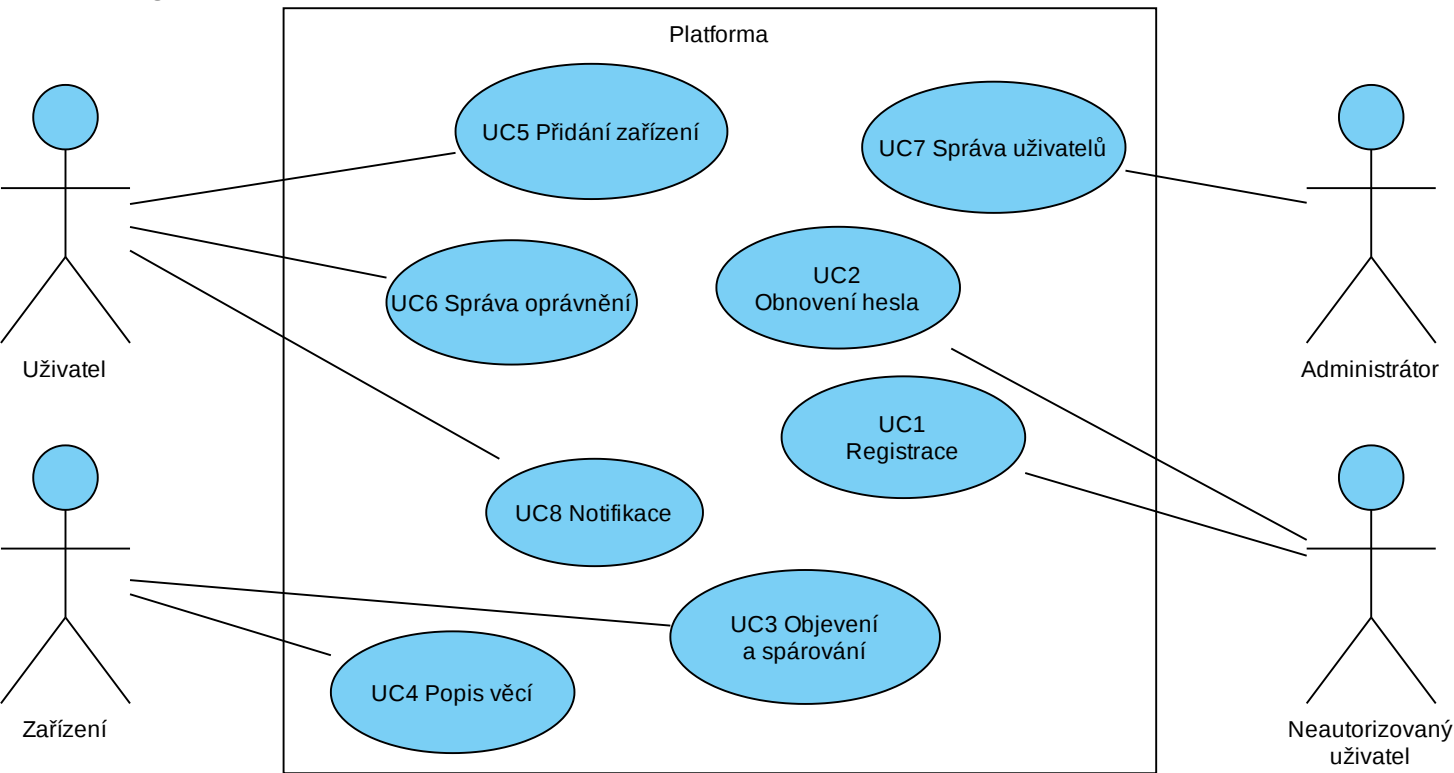 Platforma
UC5 Přidání zařízení
UC7 Správa uživatelů
UC6 Správa oprávnění
UC2
Obnovení hesla
Uživatel
Administrátor
UC1
Registrace
UC8 Notifikace
UC3 Objevení
a spárování
UC4 Popis věcí
Zařízení
Neautorizovaný
uživatel